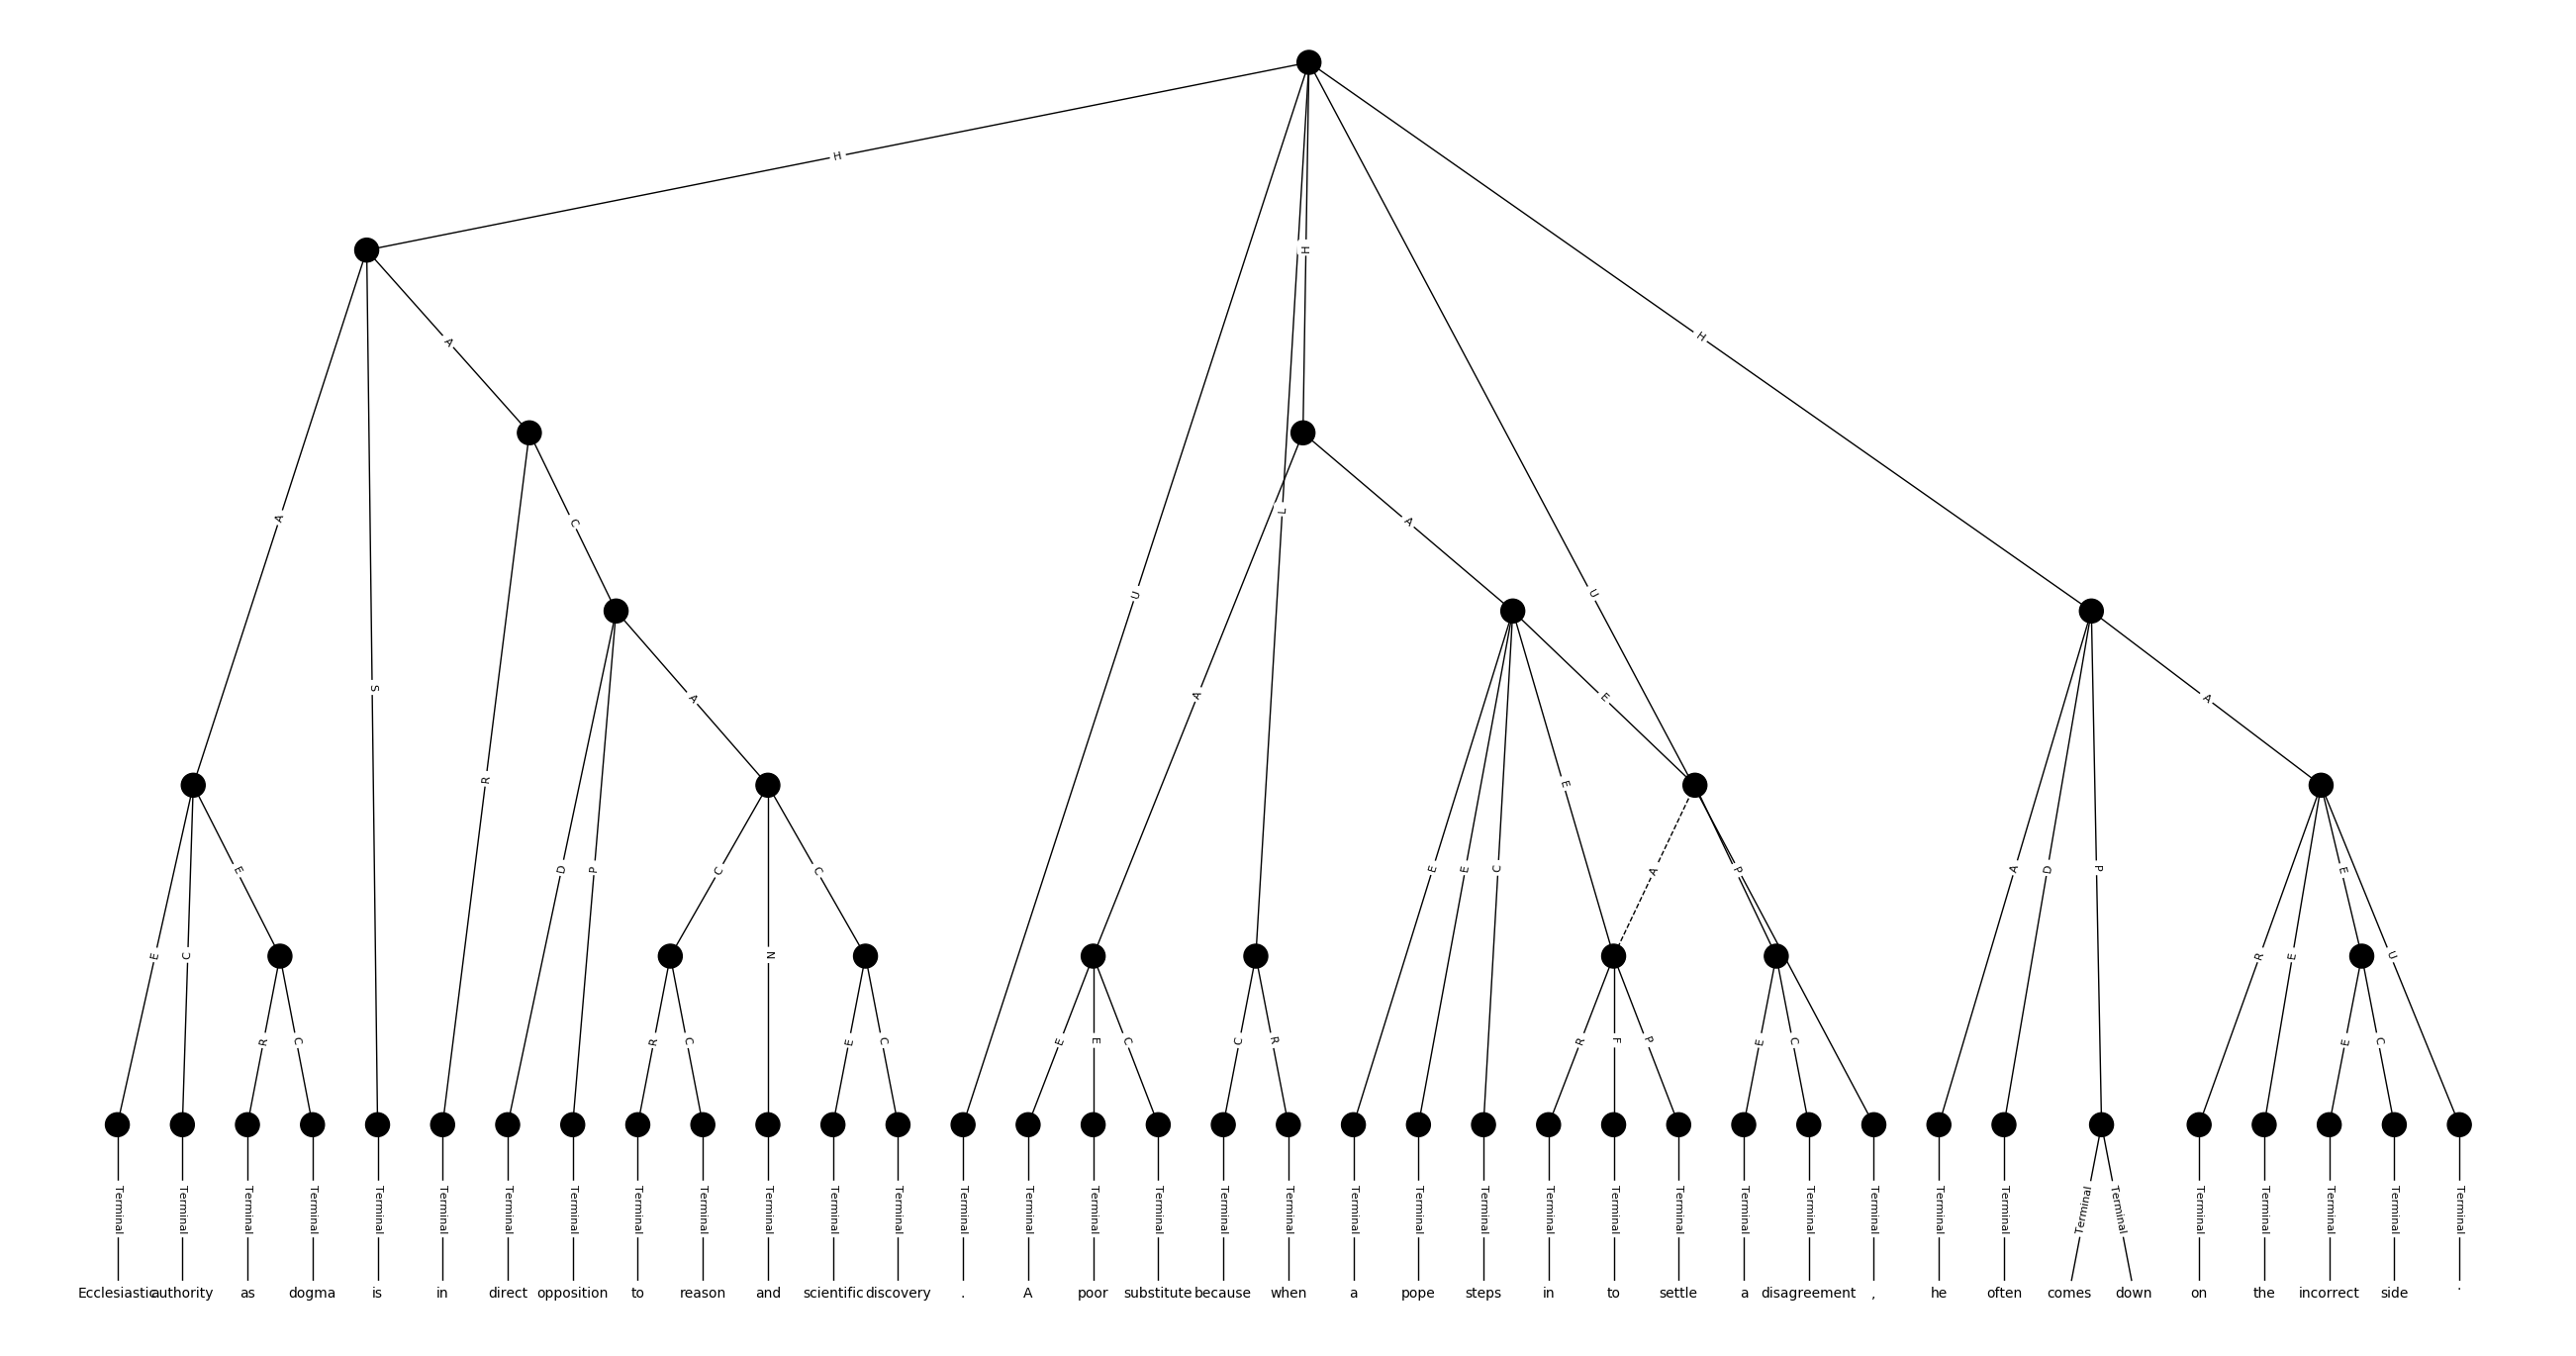 H
H
H
A
A L C A
U U
S A A E A
R E
E D P C C E E C A P A D P E
E C N R E U
R C R C E C E E C C R R F P E C E C
Terminal Terminal Terminal Terminal Terminal Terminal Terminal Terminal Terminal Terminal Terminal Terminal Terminal Terminal Terminal Terminal Terminal Terminal Terminal Terminal Terminal Terminal Terminal Terminal Terminal Terminal Terminal Terminal Terminal Terminal Terminal Terminal Terminal Terminal Terminal Terminal Terminal
Ecclesiastic authority as dogma is in direct opposition to reason and scientific discovery . A poor substitute because when a pope steps in to settle a disagreement , he often comes down on the incorrect side .